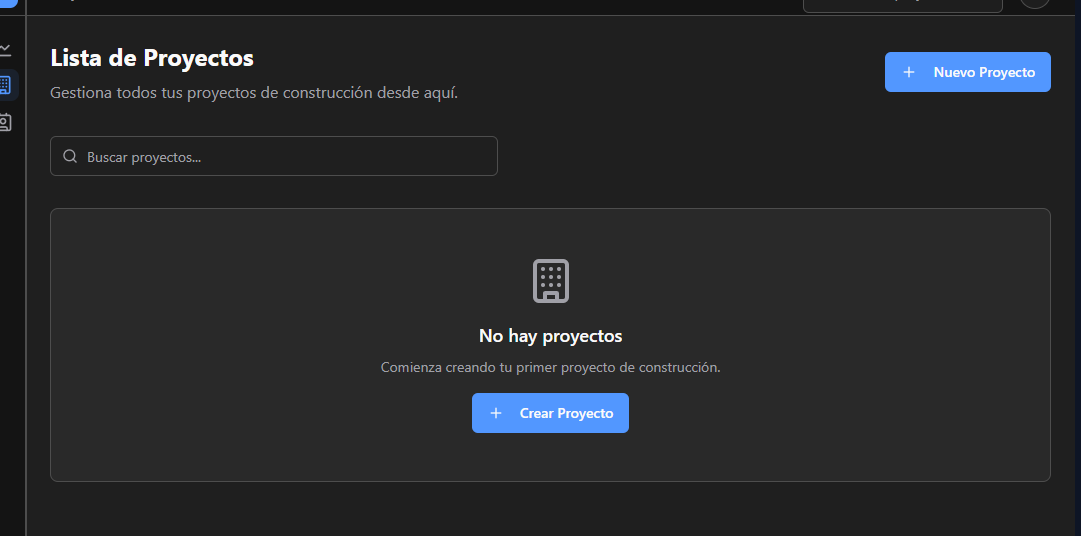 Lista de Proyectos
Nuevo Proyecto
Gestiona todos tus proyectos de construcción desde aquí.
Buscar proyectos...
No hay proyectos
Comienza creando tu primer proyecto de construcción.
Crear Proyecto